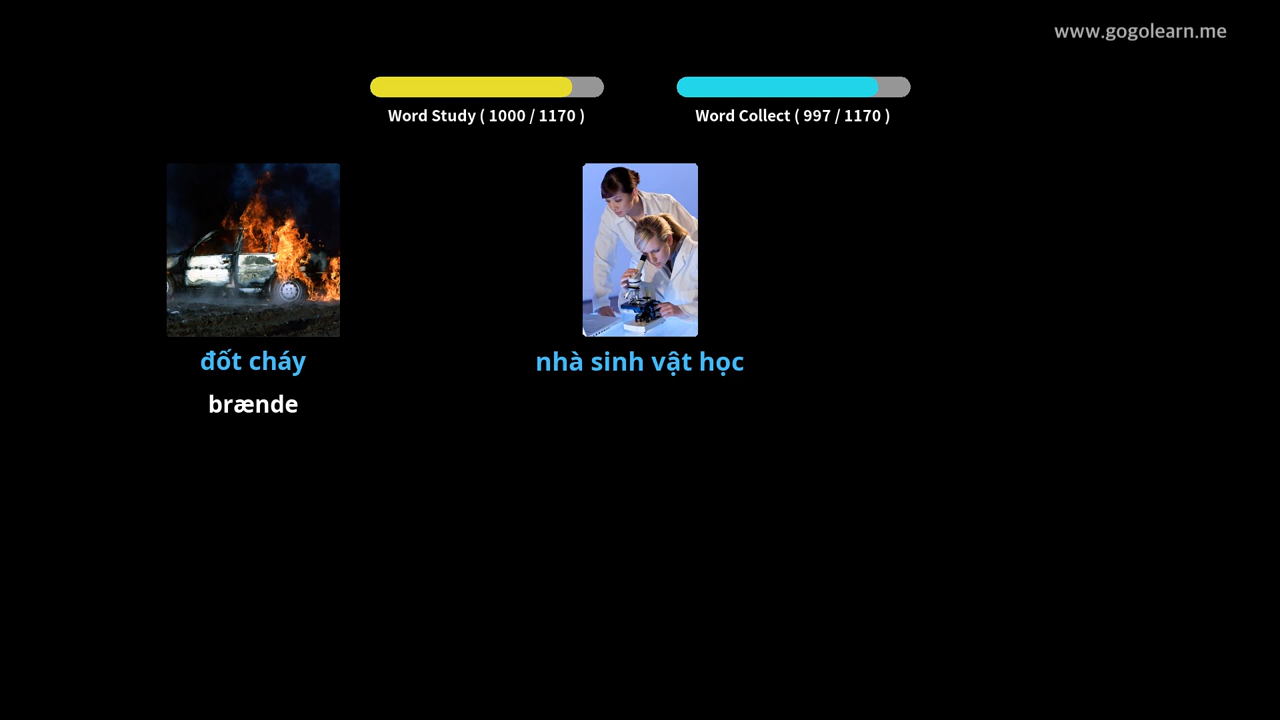 www.gogolearn.me
Word Study ( 1000 / 1170 )
Word Collect ( 997 / 1170 )
đốt cháy
nhà sinh vật học
brænde